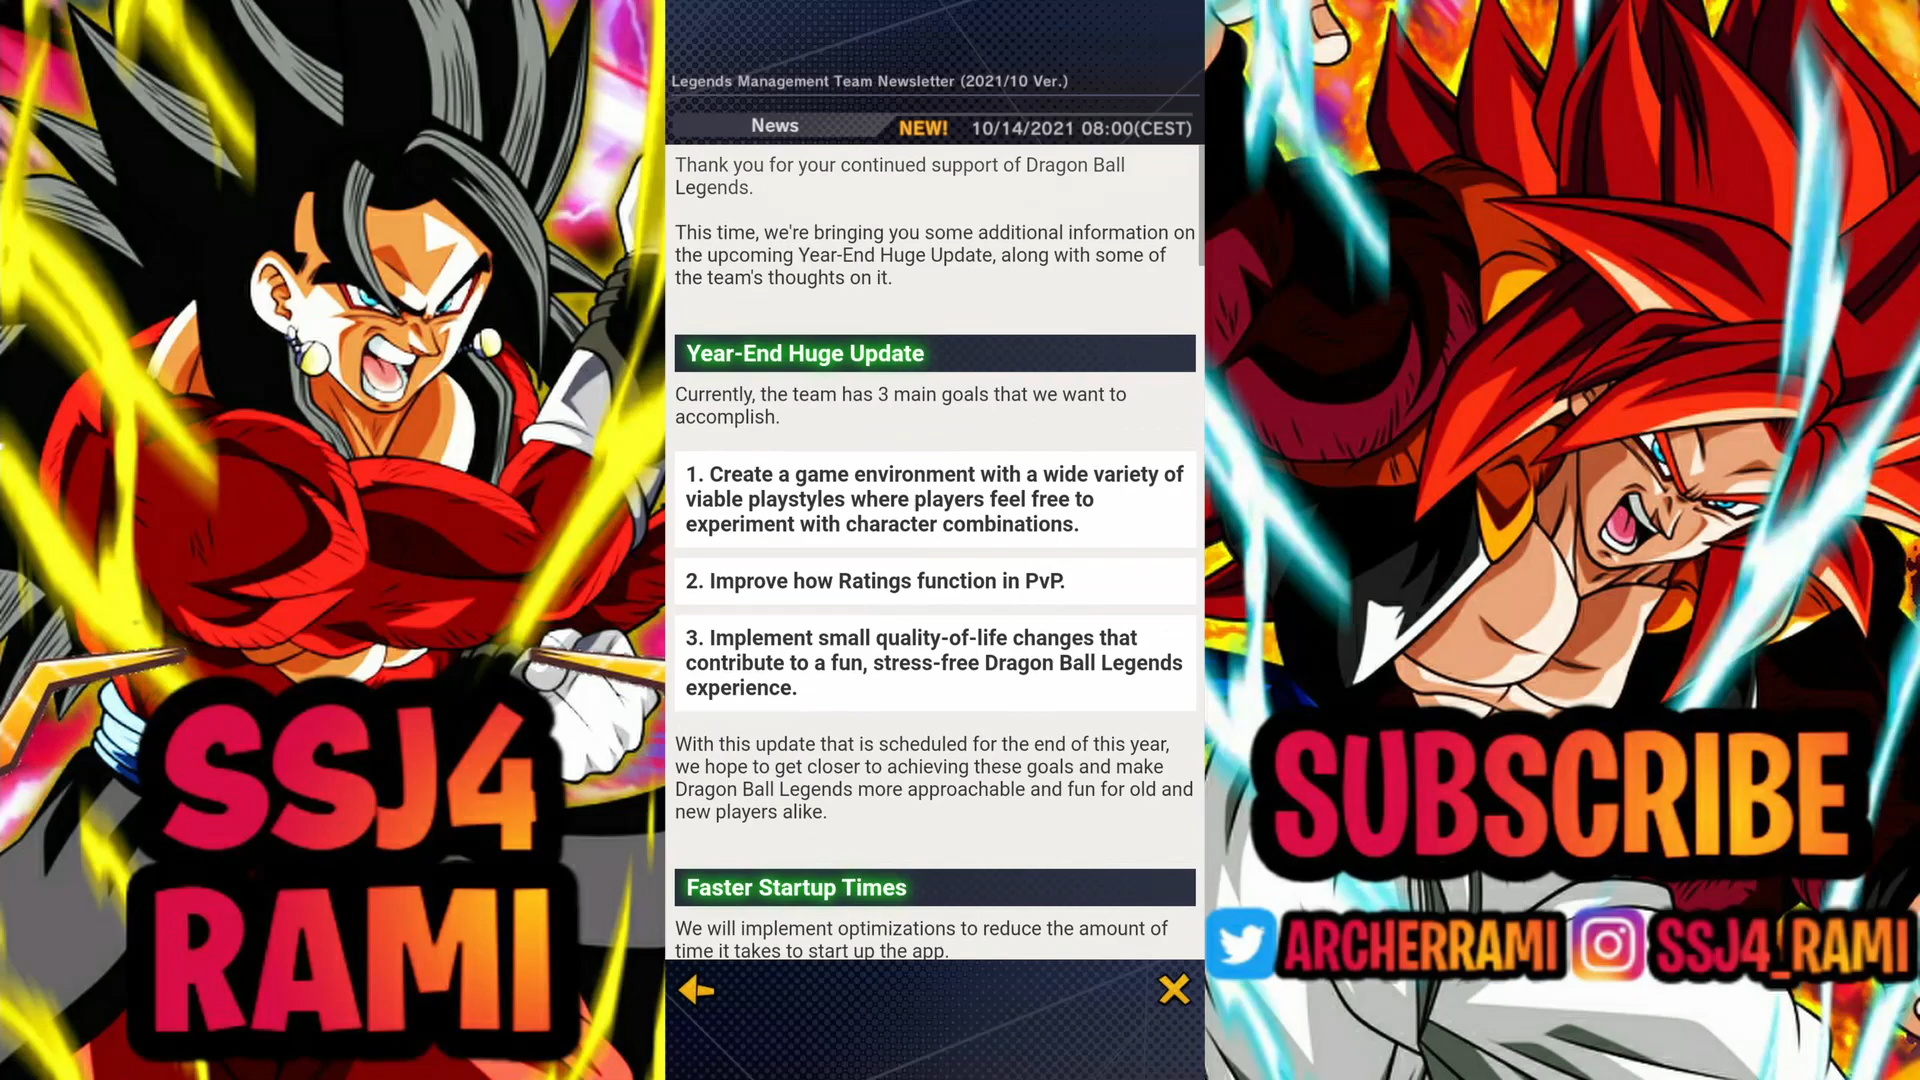 Legends Management Team Newsletter (2021/10 Ver.)
News NEW! 10/14/2021 08:00(CEST)
Thank you for your continued support of Dragon Ball
Legends.
This time, we're bringing you some additional information on
the upcoming Year-End Huge Update, along with some of
the team's thoughts on it.
Year-End Huge Update
Currently, the team has 3 main goals that we want to
accomplish.
1. Create a game environment with a wide variety of
viable playstyles where players feel free to
experiment with character combinations.
2. Improve how Ratings function in PvP.
3. Implement small quality-of-life changes that
contribute to a fun, stress-free Dragon Ball Legends
experience.
With this update that is scheduled for the end of this year,
we hope to get closer to achieving these goals and make
Dragon Ball Legends more approachable and fun for old and
new players alike.
Faster Startup Times
We will implement optimizations to reduce the amount of
time it takes to start up the app.
SSJ4
RAMI
SUBSCRIBE
ARCHERRAMI SSJ4_RAMI